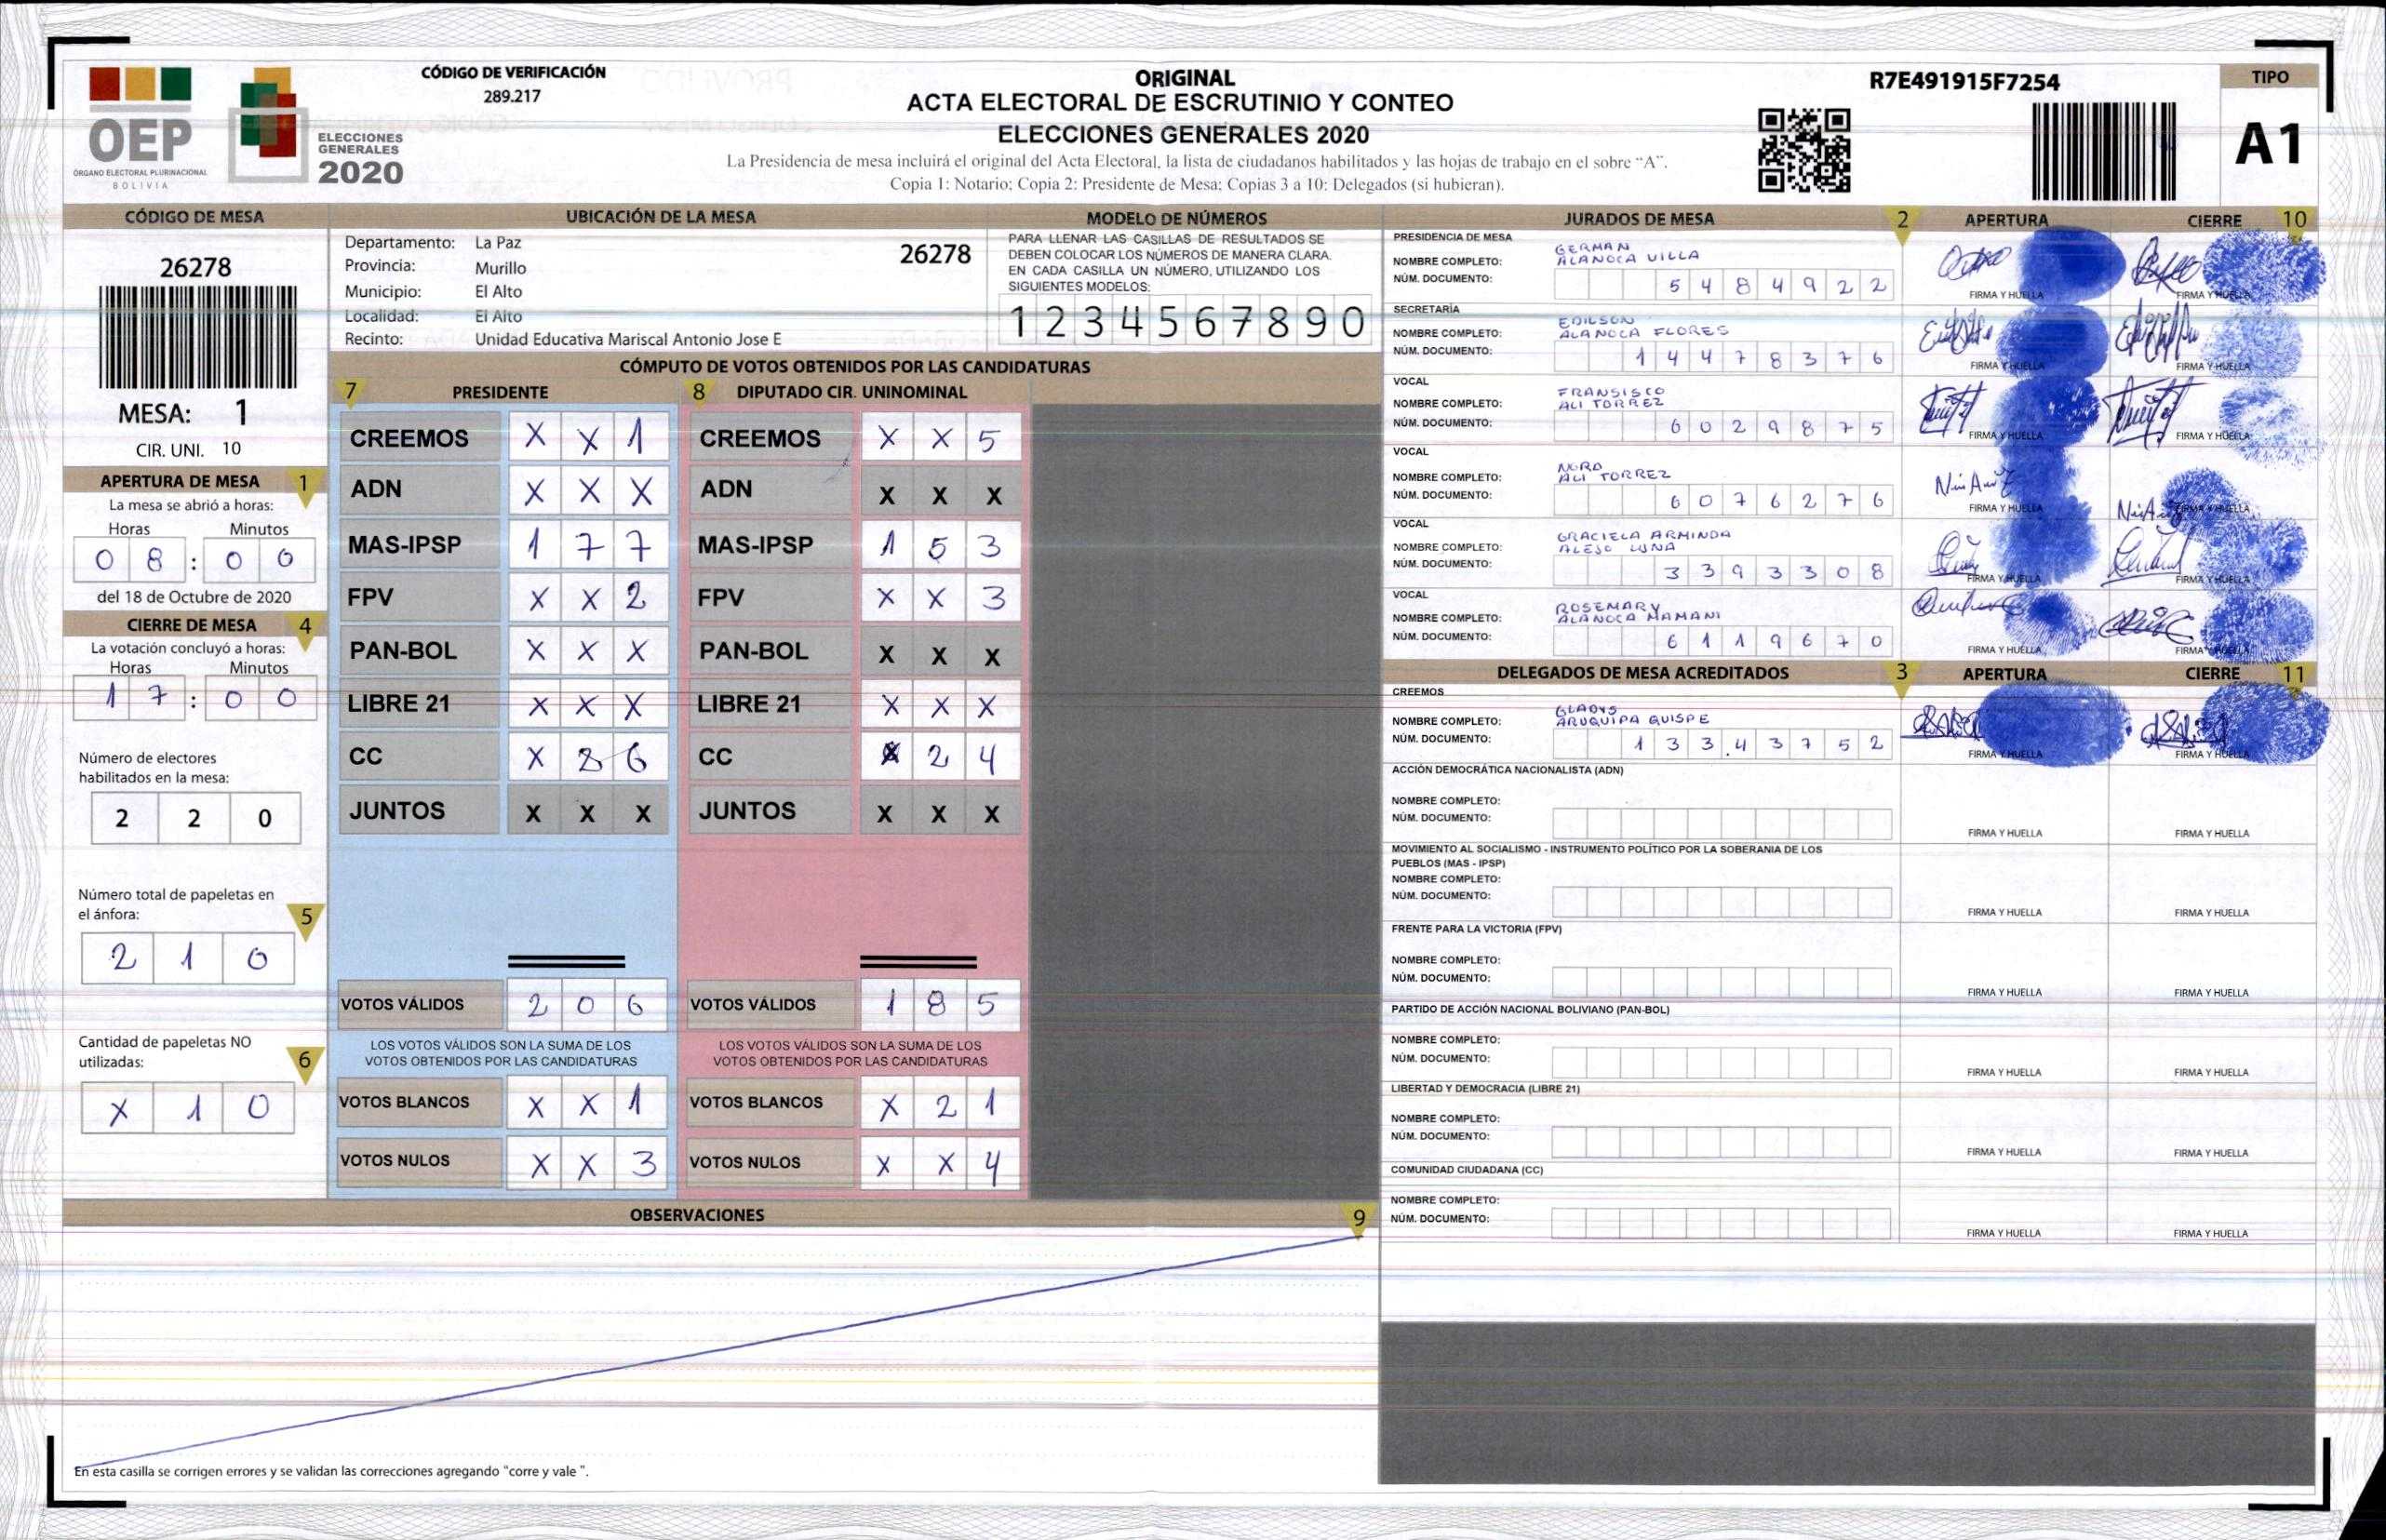 OEP
ÓRGANO ELECTORAL PLURINACIONAL
BOLIVIA
ELECCIONES
GENERALES
2020
CÓDIGO DE VERIFICACIÓN
289.217
ORIGINAL
ACTA ELECTORAL DE ESCRUTINIO Y CONTEO
ELECCIONES GENERALES 2020
La Presidencia de mesa incluirá el original del Acta Electoral, la lista de ciudadanos habilitados y las hojas de trabajo en el sobre “A”.
Copia 1: Notario; Copia 2: Presidente de Mesa; Copias 3 a 10: Delegados (si hubieran).
R7E491915F7254
TIPO
A1
CÓDIGO DE MESA
26278
MESA: 1
CIR. UNI. 10
APERTURA DE MESA 1
La mesa se abrió a horas:
Horas Minutos
0 8 : 0 0
del 18 de Octubre de 2020
CIERRE DE MESA 4
La votación concluyó a horas:
Horas Minutos
1 7 : 0 0
Número de electores
habilitados en la mesa:
2 2 0
Número total de papeletas en
el ánfora: 5
2 1 0
Cantidad de papeletas NO
utilizadas: 6
X 1 0
UBICACIÓN DE LA MESA
Departamento: La Paz 26278
Provincia: Murillo
Municipio: El Alto
Localidad: El Alto
Recinto: Unidad Educativa Mariscal Antonio Jose E
MODELO DE NÚMEROS
PARA LLENAR LAS CASILLAS DE RESULTADOS SE
DEBEN COLOCAR LOS NÚMEROS DE MANERA CLARA.
EN CADA CASILLA UN NÚMERO, UTILIZANDO LOS
SIGUIENTES MODELOS:
1 2 3 4 5 6 7 8 9 0
CÓMPUTO DE VOTOS OBTENIDOS POR LAS CANDIDATURAS
7 PRESIDENTE 8 DIPUTADO CIR. UNINOMINAL
CREEMOS X X 1 CREEMOS X X 5
ADN X X X ADN X X X
MAS-IPSP 1 7 7 MAS-IPSP 1 5 3
FPV X X 2 FPV X X 3
PAN-BOL X X X PAN-BOL X X X
LIBRE 21 X X X LIBRE 21 X X X
CC X 2 6 CC X 2 4
JUNTOS X X X JUNTOS X X X
VOTOS VÁLIDOS 2 0 6 VOTOS VÁLIDOS 1 8 5
LOS VOTOS VÁLIDOS SON LA SUMA DE LOS
VOTOS OBTENIDOS POR LAS CANDIDATURAS
LOS VOTOS VÁLIDOS SON LA SUMA DE LOS
VOTOS OBTENIDOS POR LAS CANDIDATURAS
VOTOS BLANCOS X X 1 VOTOS BLANCOS X 2 1
VOTOS NULOS X X 3 VOTOS NULOS X X 4
OBSERVACIONES 9
En esta casilla se corrigen errores y se validan las correcciones agregando "corre y vale ".
JURADOS DE MESA 2 APERTURA CIERRE 10
PRESIDENCIA DE MESA
GERMAN
NOMBRE COMPLETO: ALANOCA VILLA
NÚM. DOCUMENTO: 5 4 8 4 9 2 2
FIRMA Y HUELLA FIRMA Y HUELLA
SECRETARÍA
EDILSON
NOMBRE COMPLETO: ALANOCA FLORES
NÚM. DOCUMENTO: 1 4 4 7 8 3 7 6
FIRMA Y HUELLA FIRMA Y HUELLA
VOCAL
FRANSISCO
NOMBRE COMPLETO: ALI TORREZ
NÚM. DOCUMENTO: 6 0 2 9 8 7 5
FIRMA Y HUELLA FIRMA Y HUELLA
VOCAL
NORA
NOMBRE COMPLETO: ALI TORREZ
NÚM. DOCUMENTO: 6 0 7 6 2 7 6
FIRMA Y HUELLA FIRMA Y HUELLA
VOCAL
GRACIELA ARMINDA
NOMBRE COMPLETO: ALEJO LUNA
NÚM. DOCUMENTO: 3 3 9 3 3 0 8
FIRMA Y HUELLA FIRMA Y HUELLA
VOCAL
ROSEMARY
NOMBRE COMPLETO: ALANOCA MAMANI
NÚM. DOCUMENTO: 6 1 1 9 6 7 0
FIRMA Y HUELLA FIRMA Y HUELLA
DELEGADOS DE MESA ACREDITADOS 3 APERTURA CIERRE 11
CREEMOS
GLADYS
NOMBRE COMPLETO: ARUQUIPA QUISPE
NÚM. DOCUMENTO: 1 3 3 4 3 7 5 2
FIRMA Y HUELLA FIRMA Y HUELLA
ACCIÓN DEMOCRÁTICA NACIONALISTA (ADN)
NOMBRE COMPLETO:
NÚM. DOCUMENTO:
FIRMA Y HUELLA FIRMA Y HUELLA
MOVIMIENTO AL SOCIALISMO - INSTRUMENTO POLÍTICO POR LA SOBERANIA DE LOS
PUEBLOS (MAS - IPSP)
NOMBRE COMPLETO:
NÚM. DOCUMENTO:
FIRMA Y HUELLA FIRMA Y HUELLA
FRENTE PARA LA VICTORIA (FPV)
NOMBRE COMPLETO:
NÚM. DOCUMENTO:
FIRMA Y HUELLA FIRMA Y HUELLA
PARTIDO DE ACCIÓN NACIONAL BOLIVIANO (PAN-BOL)
NOMBRE COMPLETO:
NÚM. DOCUMENTO:
FIRMA Y HUELLA FIRMA Y HUELLA
LIBERTAD Y DEMOCRACIA (LIBRE 21)
NOMBRE COMPLETO:
NÚM. DOCUMENTO:
FIRMA Y HUELLA FIRMA Y HUELLA
COMUNIDAD CIUDADANA (CC)
NOMBRE COMPLETO:
NÚM. DOCUMENTO:
FIRMA Y HUELLA FIRMA Y HUELLA